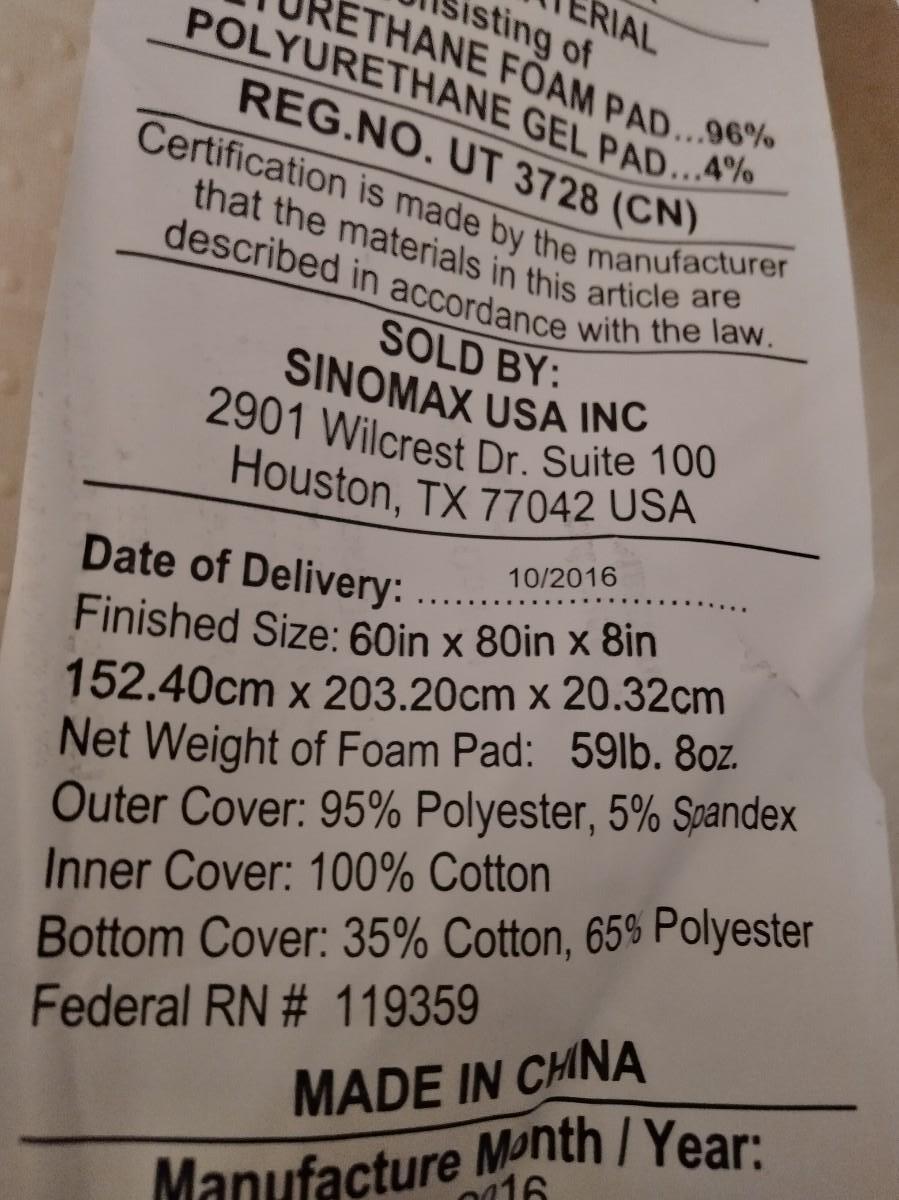 MATERIAL
consisting of
POLYURETHANE FOAM PAD...96%
POLYURETHANE GEL PAD...4%
REG.NO. UT 3728 (CN)
Certification is made by the manufacturer
that the materials in this article are
described in accordance with the law.
SOLD BY:
SINOMAX USA INC
2901 Wilcrest Dr. Suite 100
Houston, TX 77042 USA
Date of Delivery: 10/2016
Finished Size: 60in x 80in x 8in
152.40cm x 203.20cm x 20.32cm
Net Weight of Foam Pad: 59lb. 8oz.
Outer Cover: 95% Polyester, 5% Spandex
Inner Cover: 100% Cotton
Bottom Cover: 35% Cotton, 65% Polyester
Federal RN # 119359
MADE IN CHINA
Manufacture Month / Year: